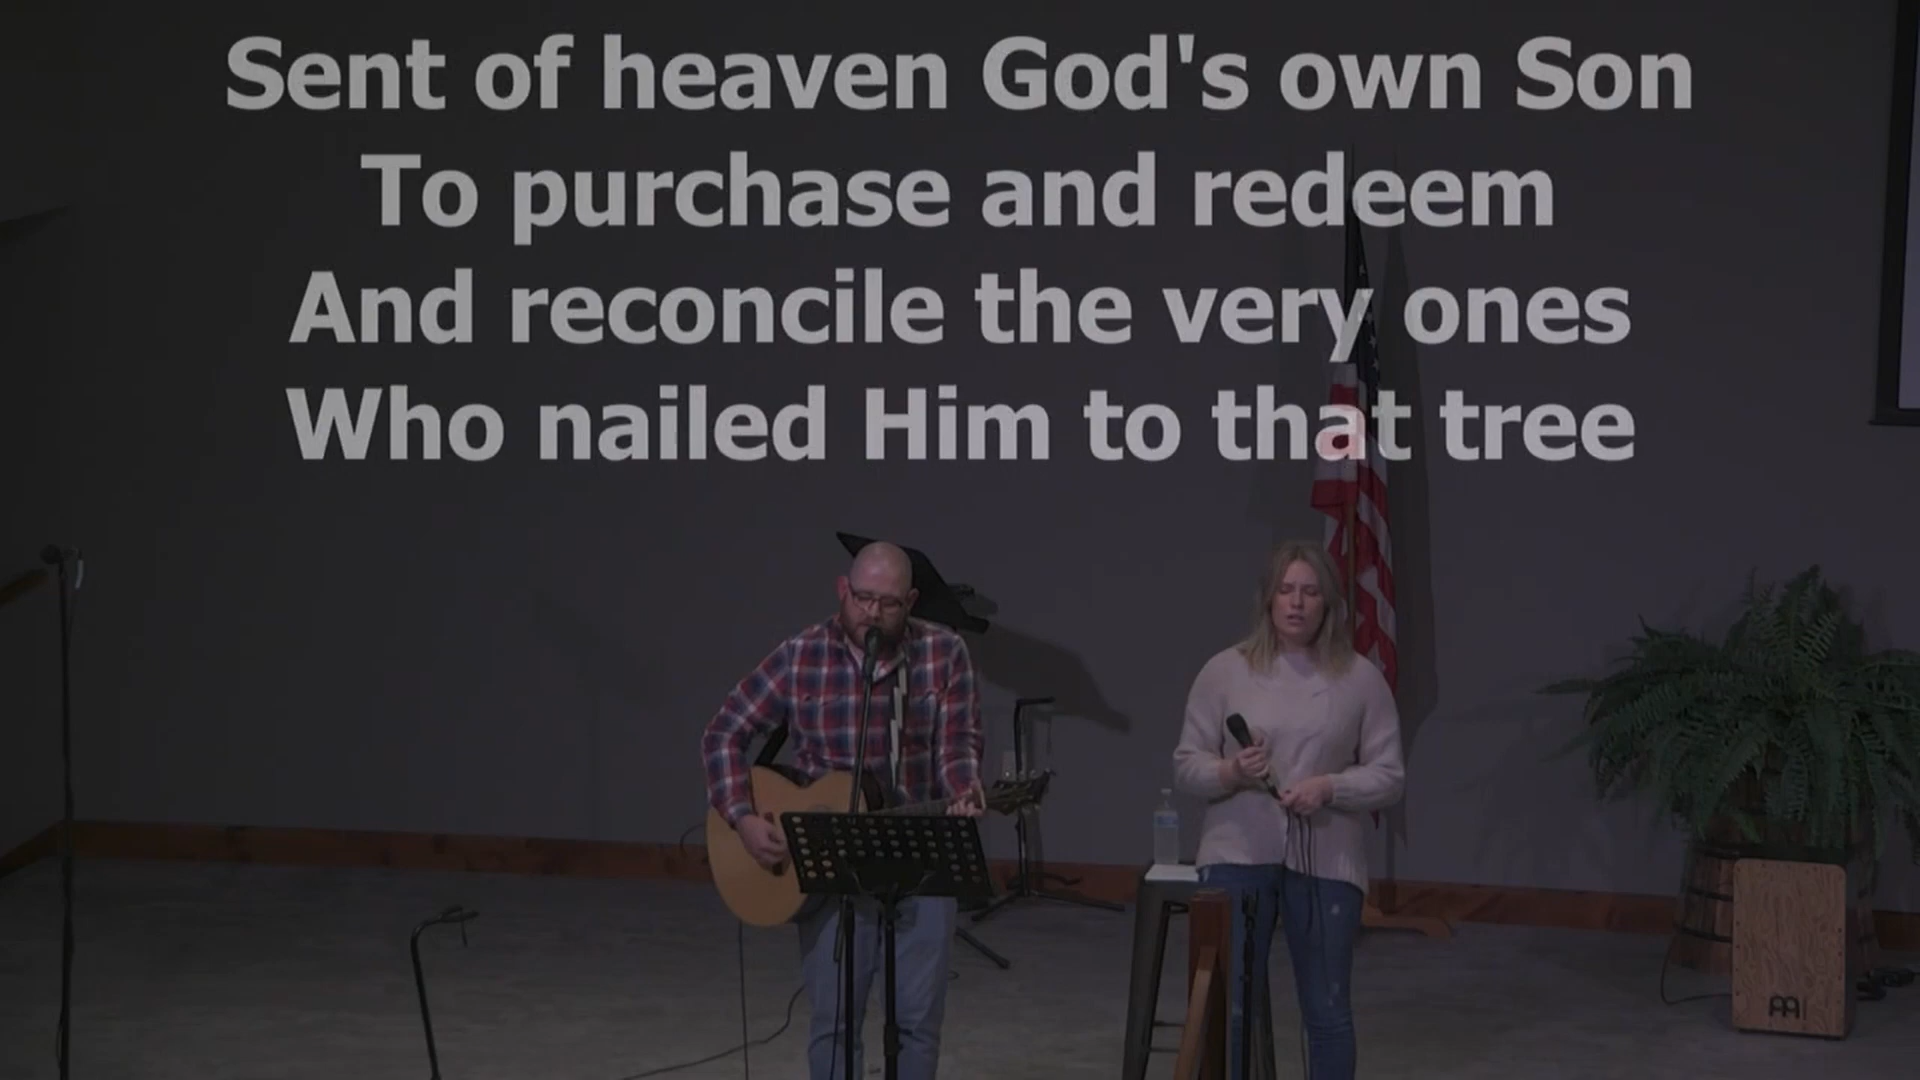 Sent of heaven God's own Son
To purchase and redeem
And reconcile the very ones
Who nailed Him to that tree